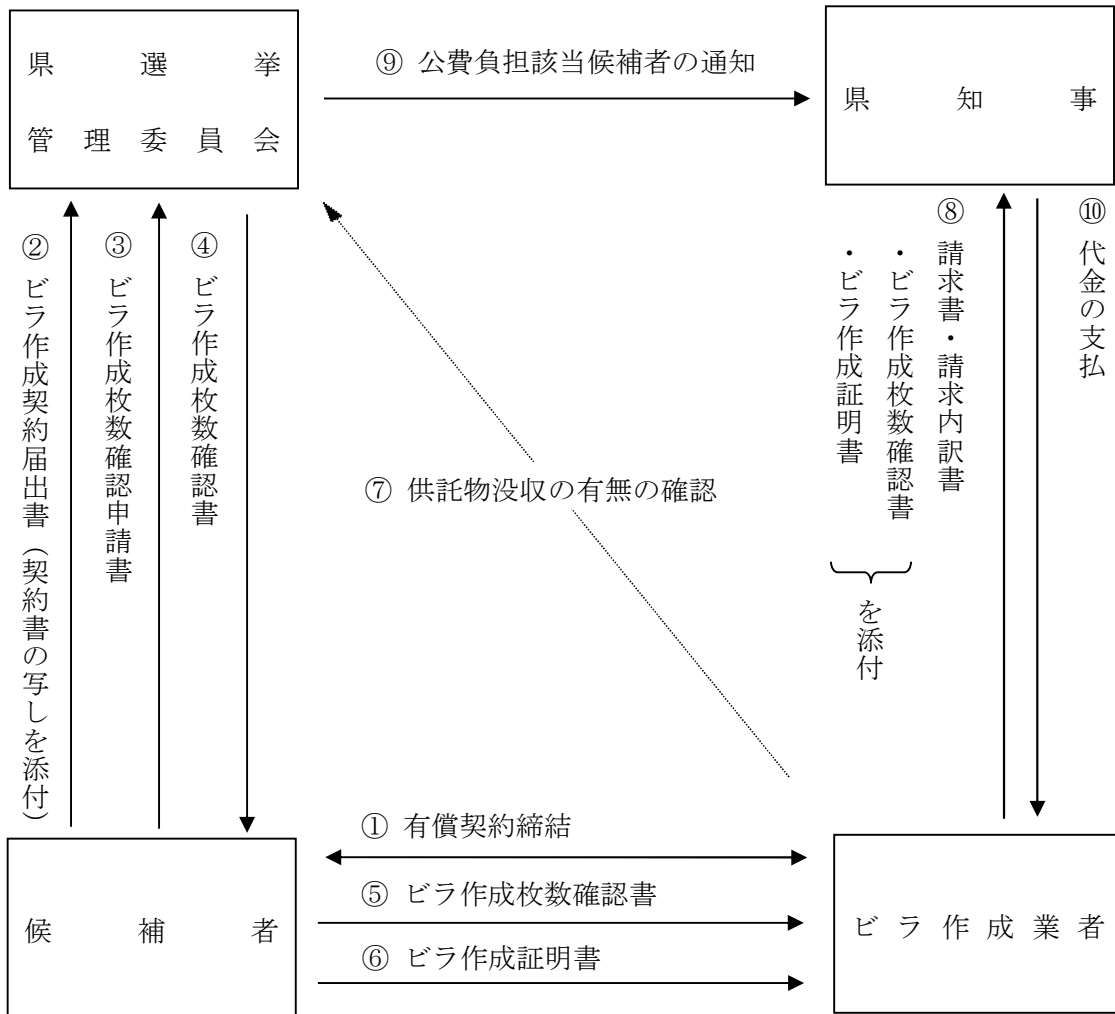 県選挙
管理委員会
⑨ 公費負担該当候補者の通知
県知事
② ビラ作成契約届出書（契約書の写しを添付）
③ ビラ作成枚数確認申請書
④ ビラ作成枚数確認書
⑦ 供託物没収の有無の確認
⑩ 代金の支払
⑧ 請求書・請求内訳書
・ビラ作成枚数確認書
・ビラ作成証明書
を添付
① 有償契約締結
⑤ ビラ作成枚数確認書
⑥ ビラ作成証明書
候補者
ビラ作成業者